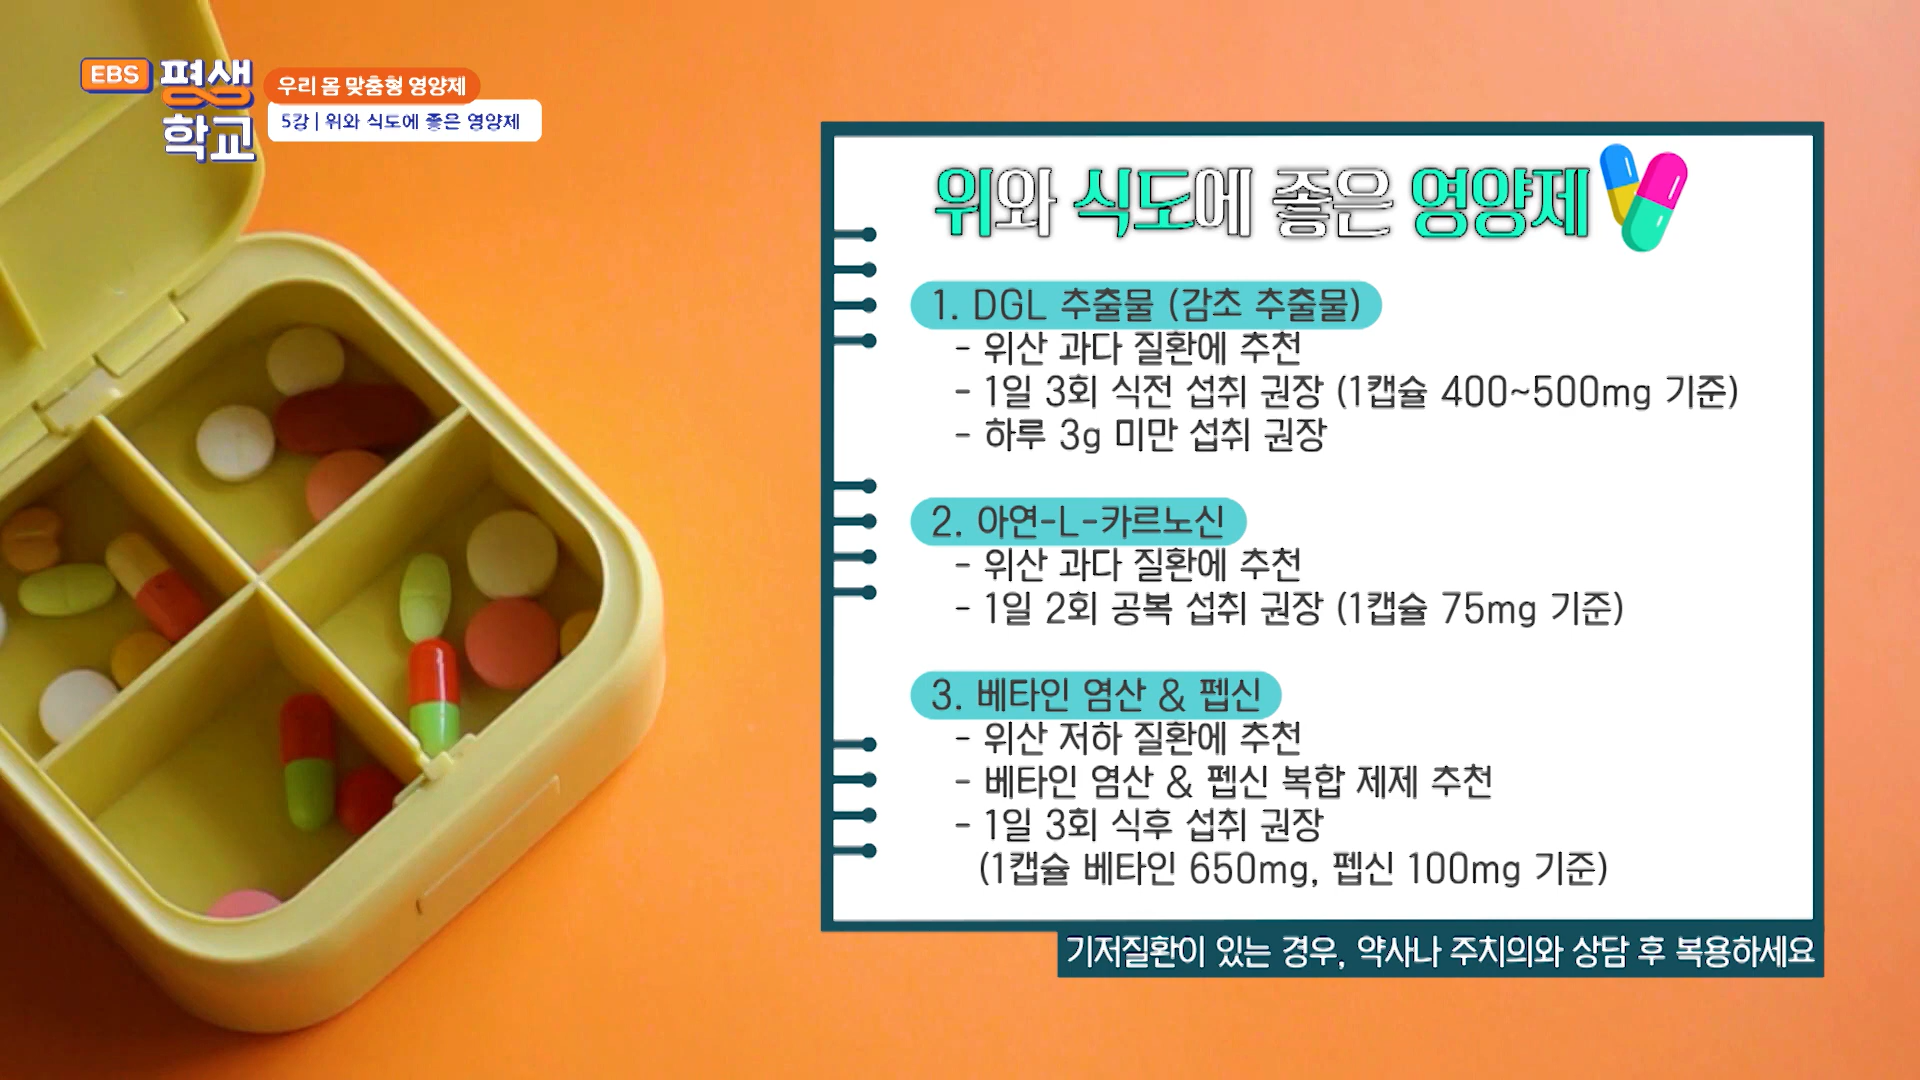 EBS 평생
학교
우리 몸 맞춤형 영양제
5강 | 위와 식도에 좋은 영양제
위와 식도에 좋은 영양제
1. DGL 추출물 (감초 추출물)
- 위산 과다 질환에 추천
- 1일 3회 식전 섭취 권장 (1캡슐 400~500mg 기준)
- 하루 3g 미만 섭취 권장
2. 아연-L-카르노신
- 위산 과다 질환에 추천
- 1일 2회 공복 섭취 권장 (1캡슐 75mg 기준)
3. 베타인 염산 & 펩신
- 위산 저하 질환에 추천
- 베타인 염산 & 펩신 복합 제제 추천
- 1일 3회 식후 섭취 권장
(1캡슐 베타인 650mg, 펩신 100mg 기준)
기저질환이 있는 경우, 약사나 주치의와 상담 후 복용하세요